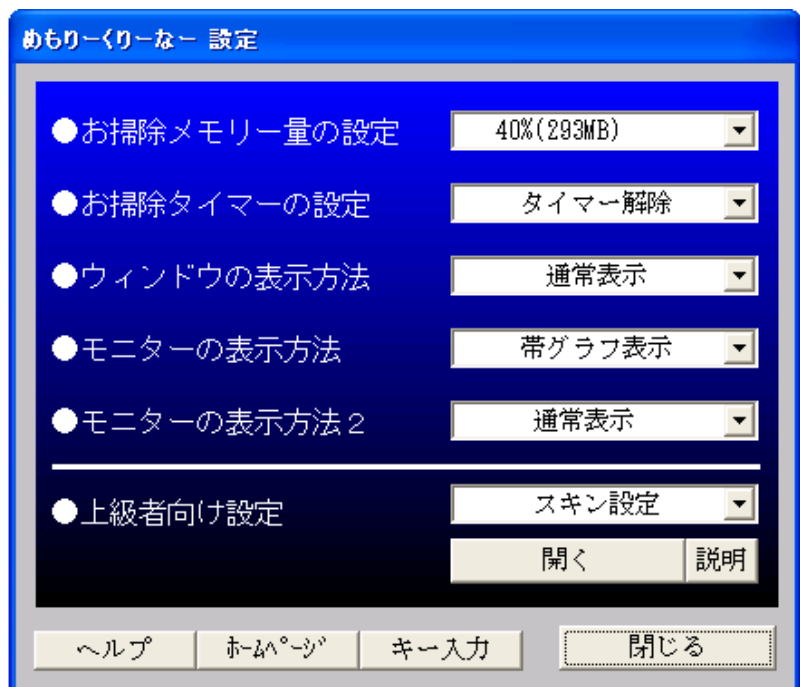 めもりーくりーなー 設定
●お掃除メモリー量の設定 40%(293MB)
●お掃除タイマーの設定 タイマー解除
●ウィンドウの表示方法 通常表示
●モニターの表示方法 帯グラフ表示
●モニターの表示方法2 通常表示
●上級者向け設定 スキン設定
開く 説明
ヘルプ ﾎｰﾑﾍﾟｰｼﾞ キー入力 閉じる